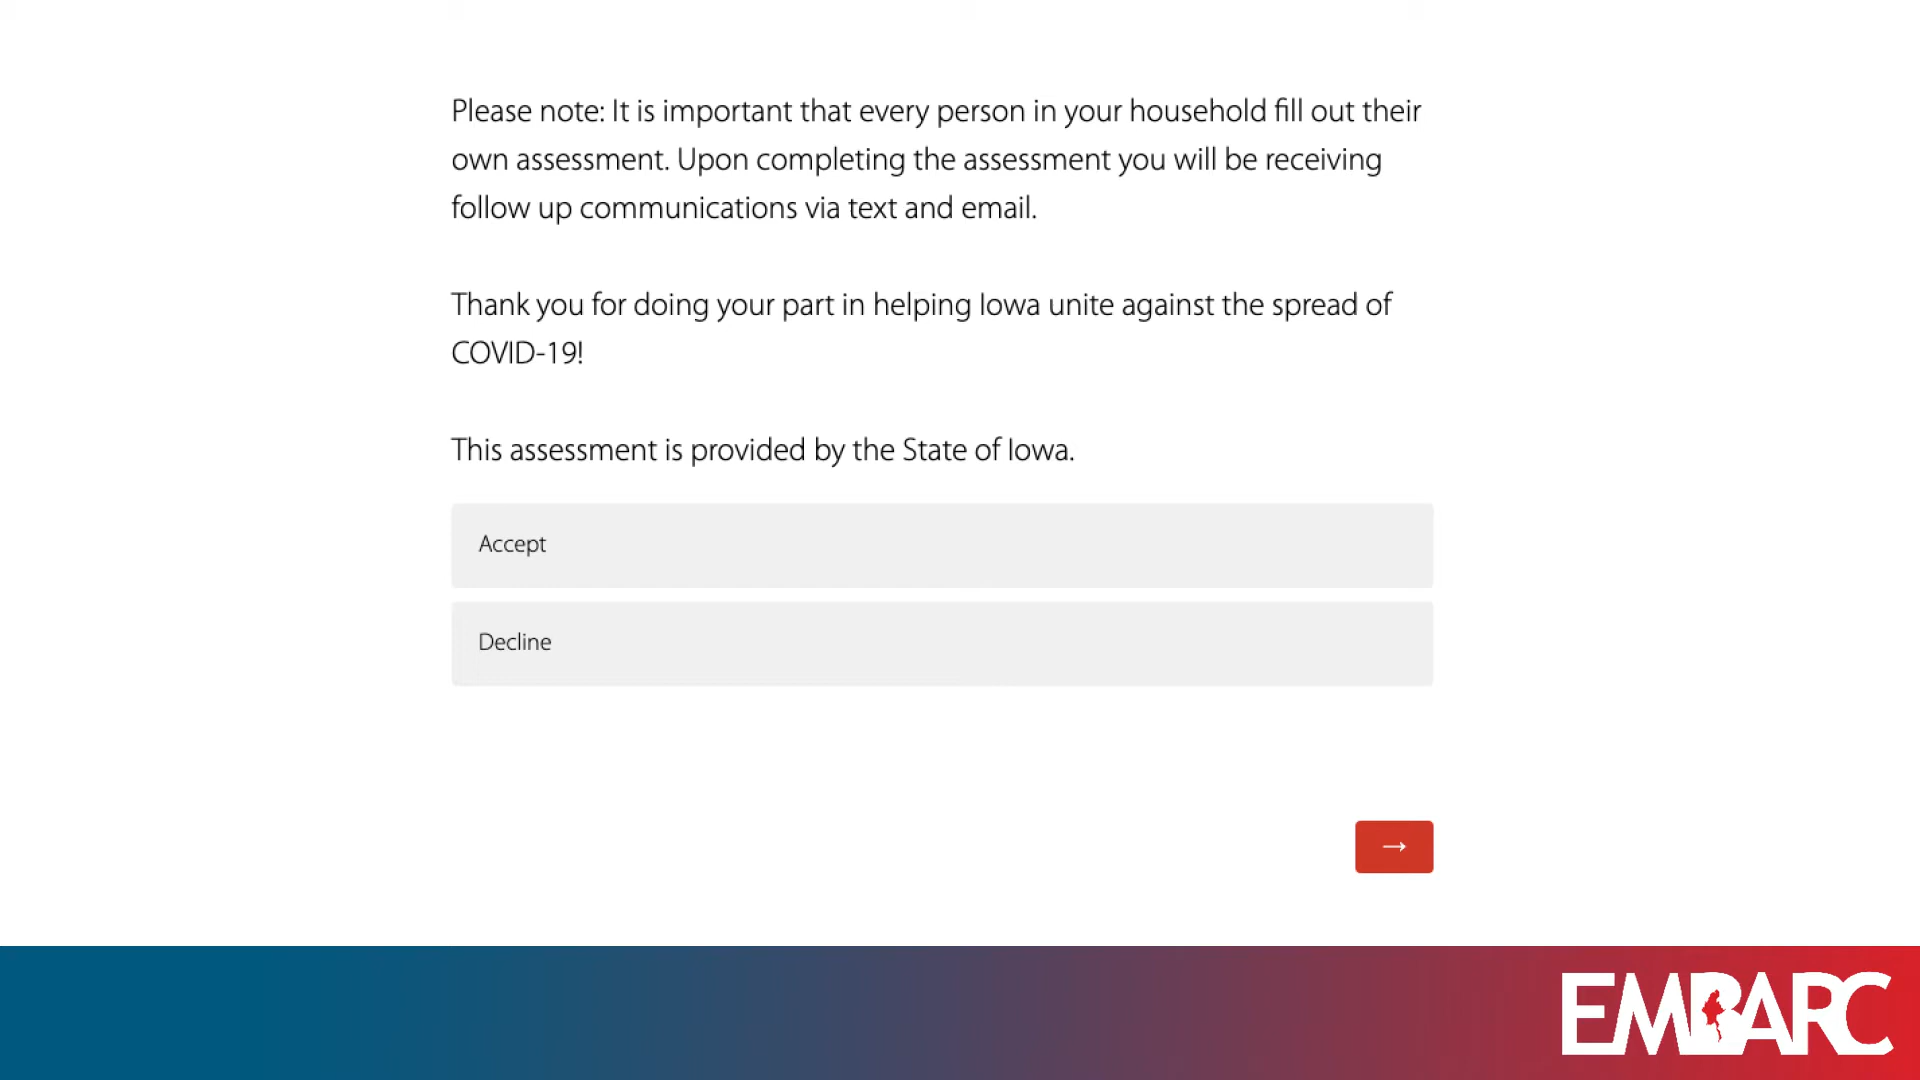 Please note: It is important that every person in your household fill out their
own assessment. Upon completing the assessment you will be receiving
follow up communications via text and email.
Thank you for doing your part in helping Iowa unite against the spread of
COVID-19!
This assessment is provided by the State of Iowa.
Accept
Decline
→
EMBARC